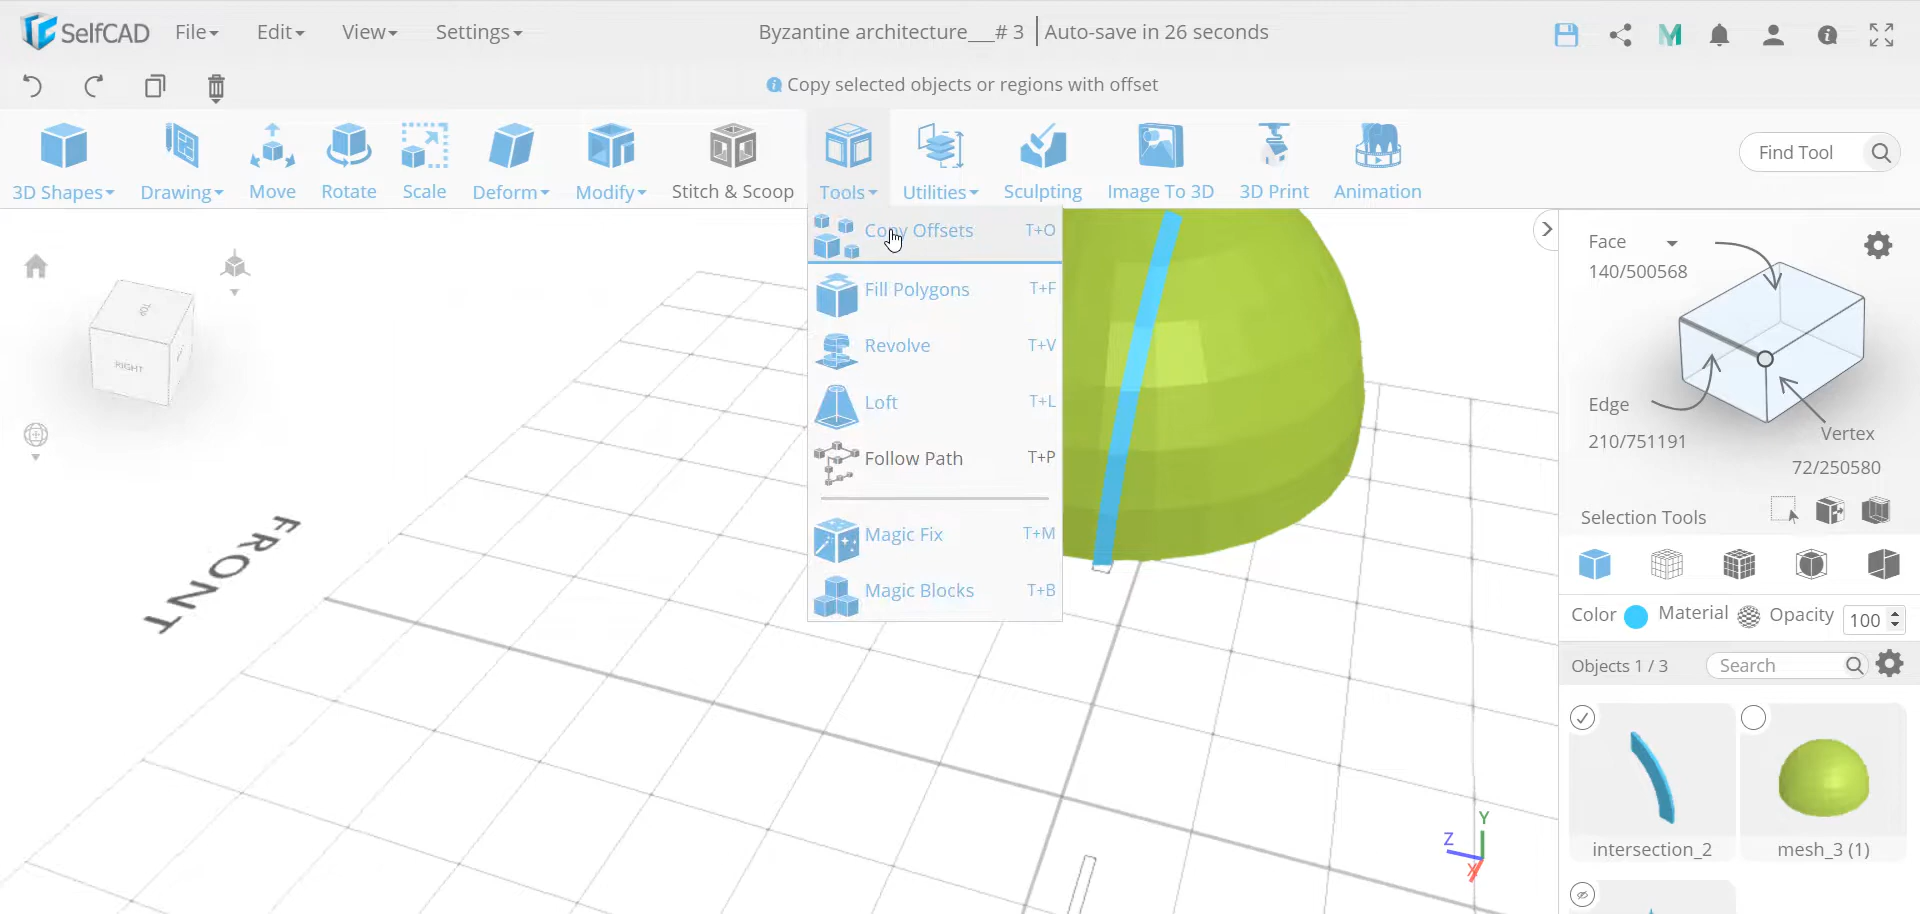 SelfCAD File Edit View Settings Byzantine architecture___# 3 Auto-save in 26 seconds
Copy selected objects or regions with offset
3D Shapes Drawing Move Rotate Scale Deform Modify Stitch & Scoop Tools Utilities Sculpting Image To 3D 3D Print Animation Find Tool
Copy Offsets T+O
Fill Polygons T+F
Revolve T+V
Loft T+L
Follow Path T+P
Magic Fix T+M
Magic Blocks T+B
TOP
RIGHT
FRONT
Y
Z
X
Face
140/500568
Edge
210/751191
Vertex
72/250580
Selection Tools
Color Material Opacity 100
Objects 1 / 3 Search
intersection_2 mesh_3 (1)